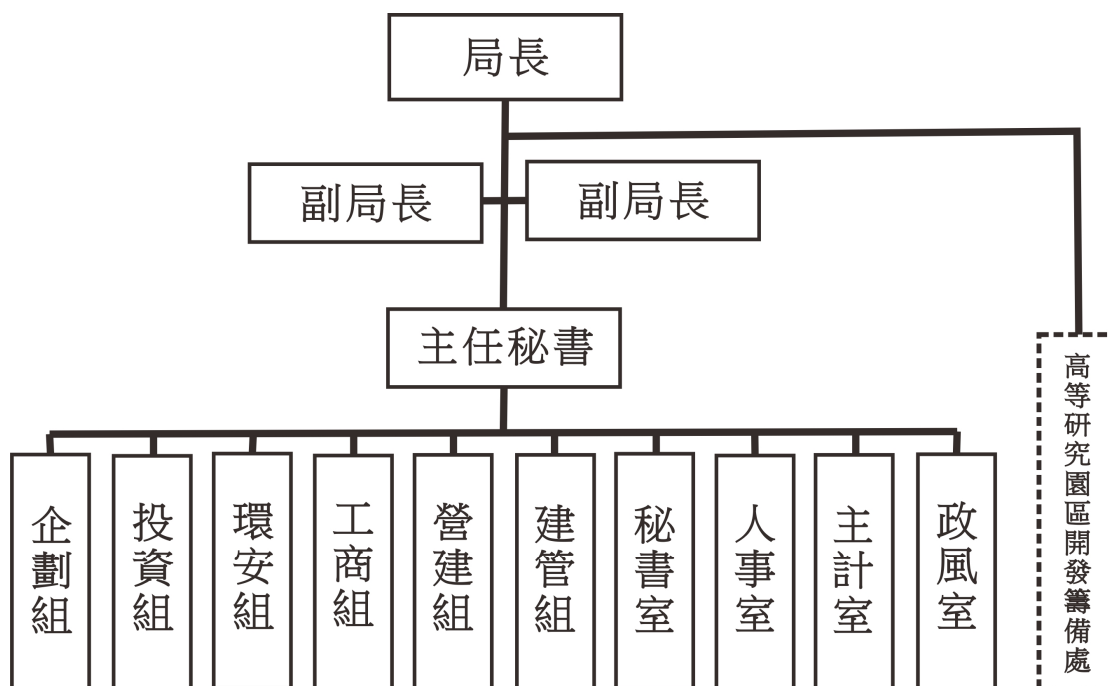 局長
副局長
副局長
主任秘書
企劃組
投資組
環安組
工商組
營建組
建管組
秘書室
人事室
主計室
政風室
高等研究園區開發籌備處